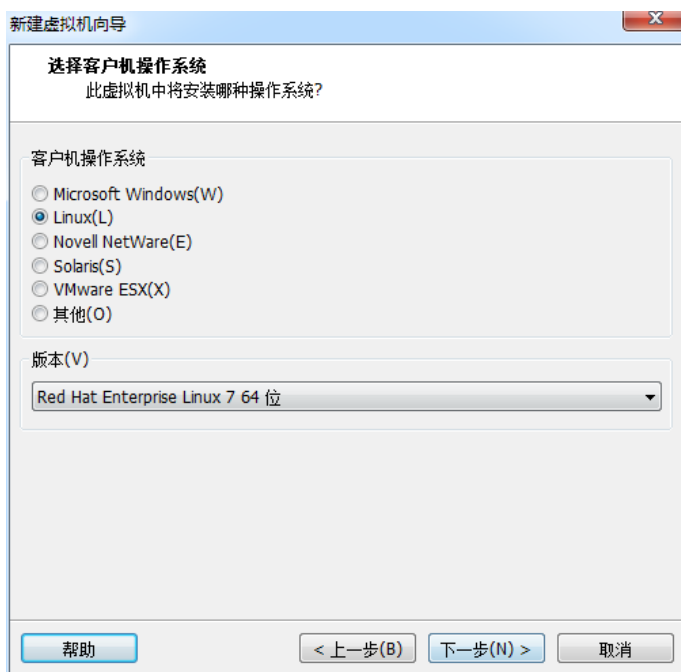 新建虚拟机向导
选择客户机操作系统
此虚拟机中将安装哪种操作系统?
客户机操作系统
Microsoft Windows(W)
Linux(L)
Novell NetWare(E)
Solaris(S)
VMware ESX(X)
其他(O)
版本(V)
Red Hat Enterprise Linux 7 64 位
帮助
< 上一步(B)
下一步(N) >
取消